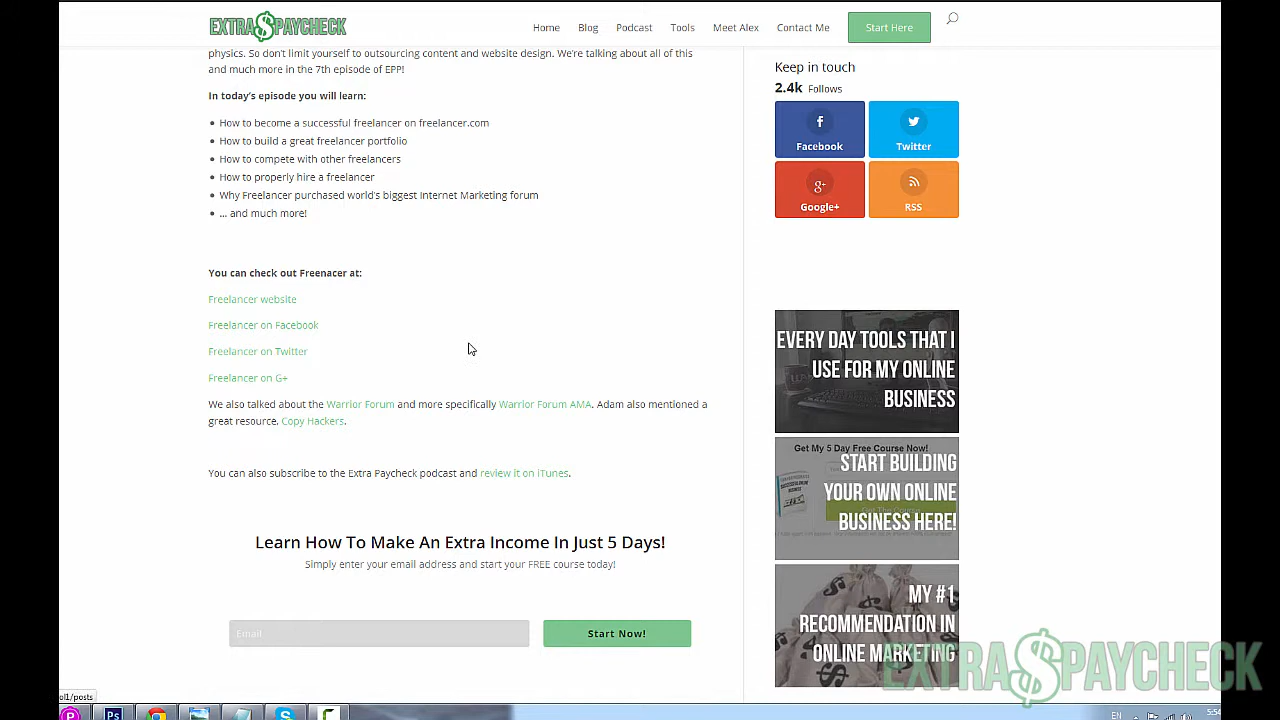 EXTRA$PAYCHECK
Home Blog Podcast Tools Meet Alex Contact Me Start Here
physics. So don't limit yourself to outsourcing content and website design. We're talking about all of this
and much more in the 7th episode of EPP!
In today's episode you will learn:
• How to become a successful freelancer on freelancer.com
• How to build a great freelancer portfolio
• How to compete with other freelancers
• How to properly hire a freelancer
• Why Freelancer purchased world's biggest Internet Marketing forum
• ... and much more!
You can check out Freenacer at:
Freelancer website
Freelancer on Facebook
Freelancer on Twitter
Freelancer on G+
We also talked about the Warrior Forum and more specifically Warrior Forum AMA. Adam also mentioned a
great resource, Copy Hackers.
You can also subscribe to the Extra Paycheck podcast and review it on iTunes.
Learn How To Make An Extra Income In Just 5 Days!
Simply enter your email address and start your FREE course today!
Email
Start Now!
Keep in touch
2.4k Follows
Facebook
Twitter
g+
Google+
RSS
EVERY DAY TOOLS THAT I
USE FOR MY ONLINE
BUSINESS
Get My 5 Day Free Course Now!
START BUILDING
YOUR OWN ONLINE
BUSINESS HERE!
MY #1
RECOMMENDATION IN
ONLINE MARKETING
EXTRA$PAYCHECK
ol1/posts
Ps
EN
5:54